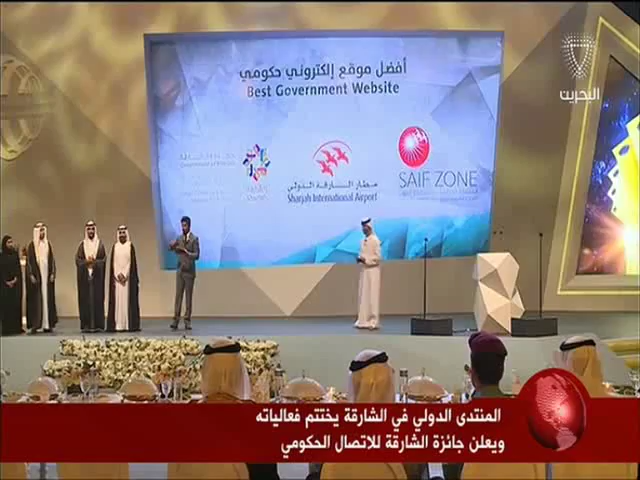 البحرين
أفضل موقع إلكتروني حكومي
Best Government Website
مطار الشارقة الدولي
Sharjah International Airport
SAIF ZONE
المنتدى الدولي في الشارقة يختتم فعالياته
ويعلن جائزة الشارقة للاتصال الحكومي